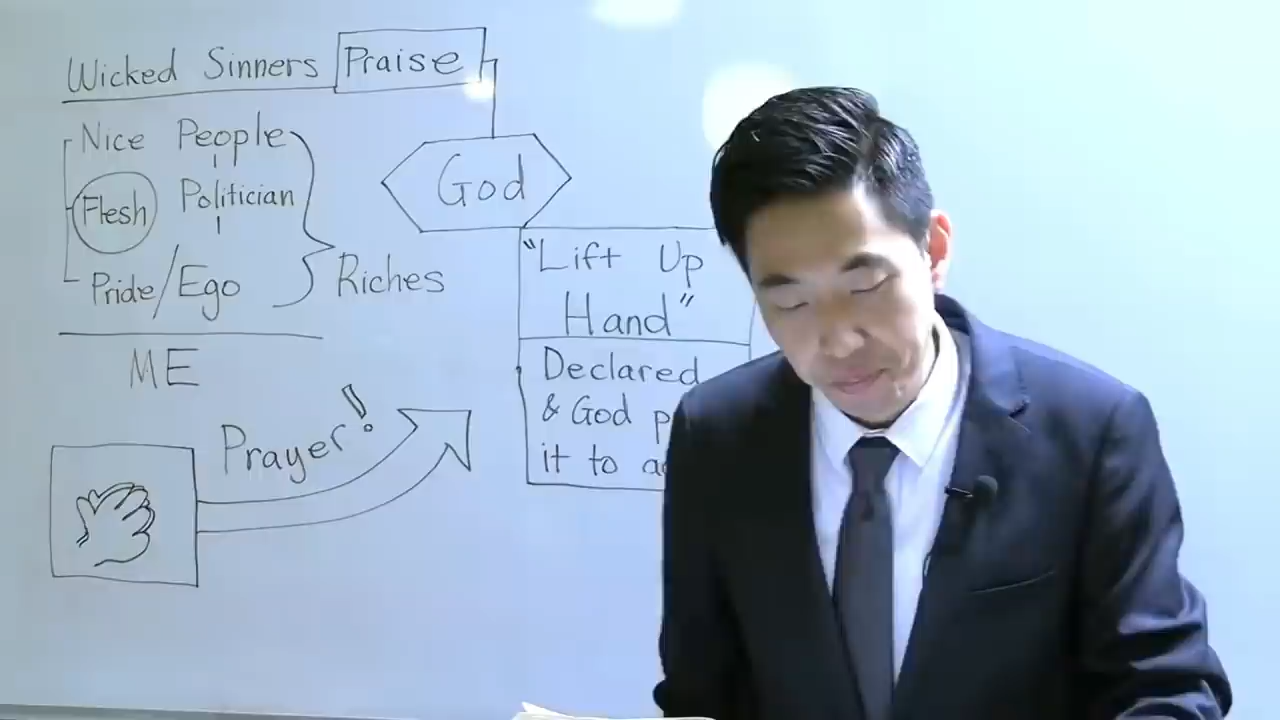 Wicked Sinners Praise
Nice People
Flesh Politician
Pride/Ego
Riches
ME
Prayer!
God
"Lift Up
Hand"
Declared
& God
it to